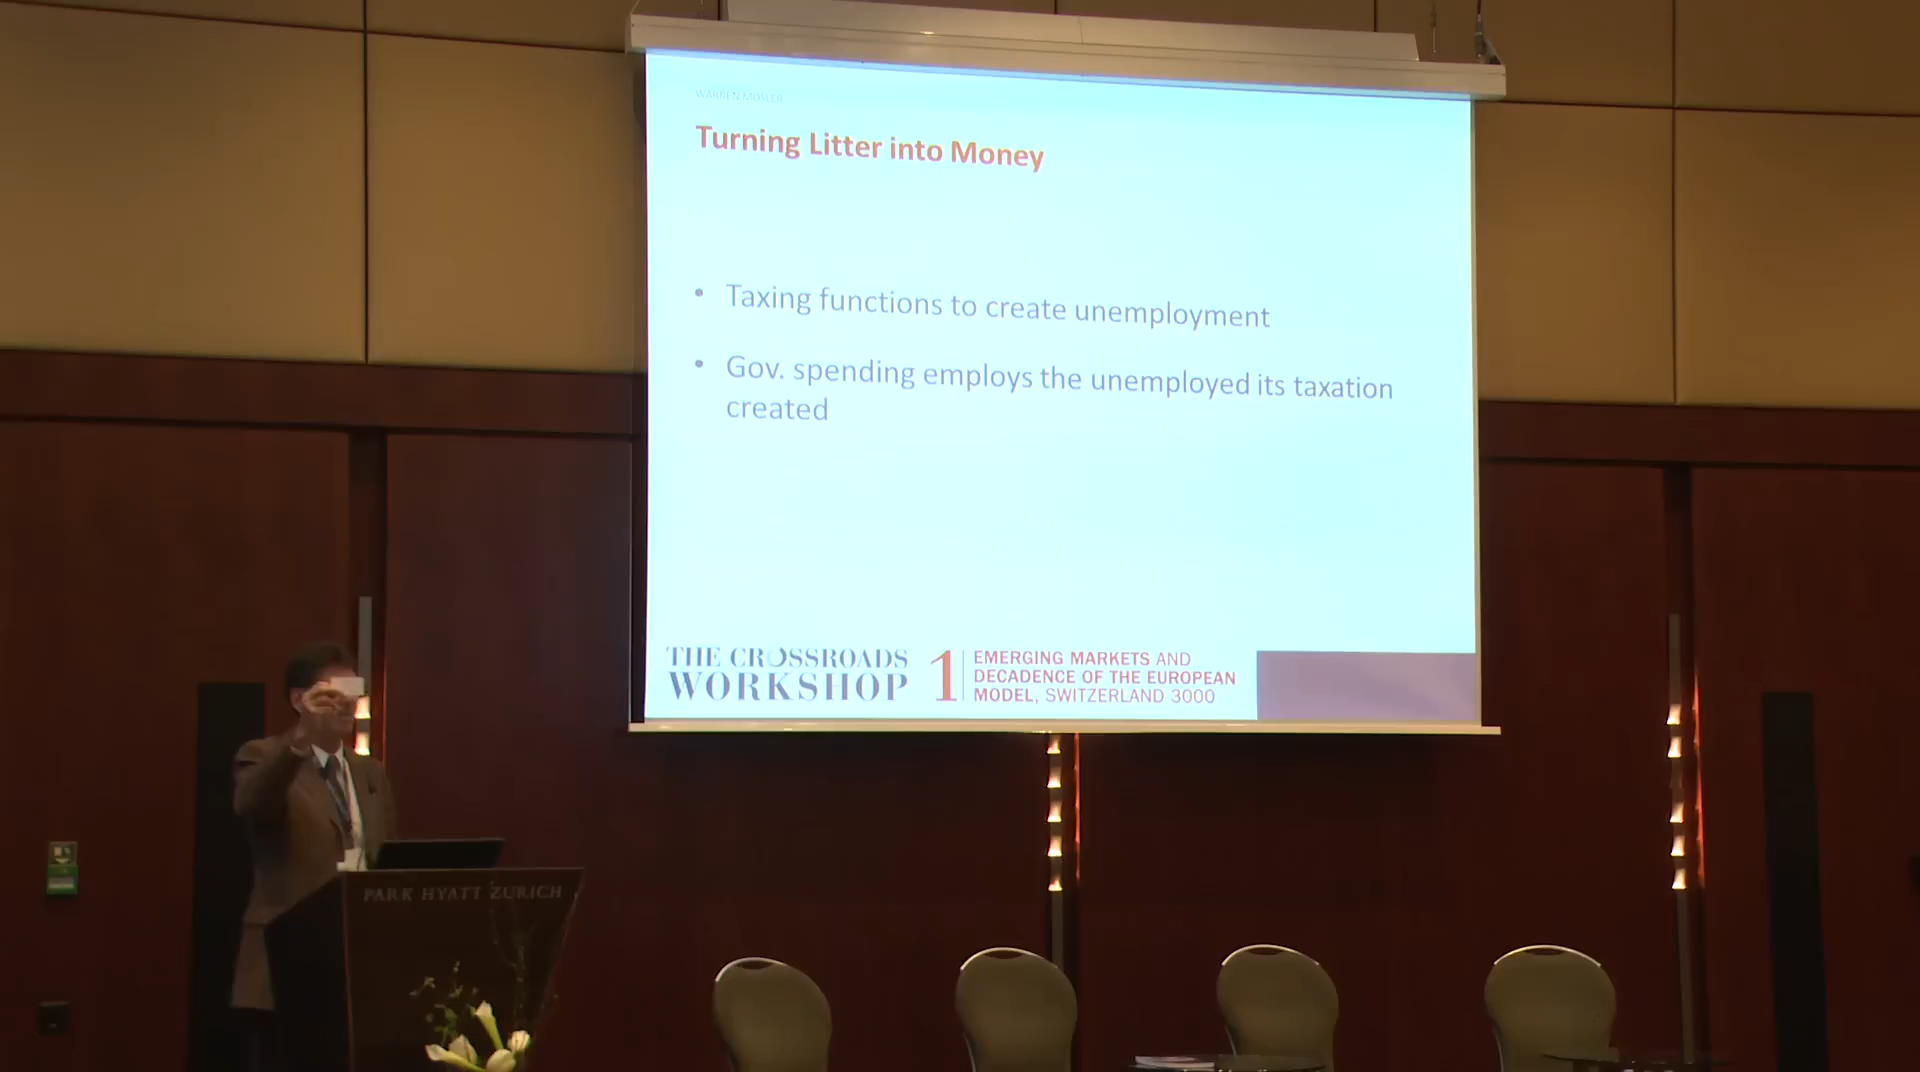 WARREN MOSLER
Turning Litter into Money
• Taxing functions to create unemployment
• Gov. spending employs the unemployed its taxation
created
THE CROSSROADS
WORKSHOP
1
EMERGING MARKETS AND
DECADENCE OF THE EUROPEAN
MODEL, SWITZERLAND 3000
PARK HYATT ZURICH